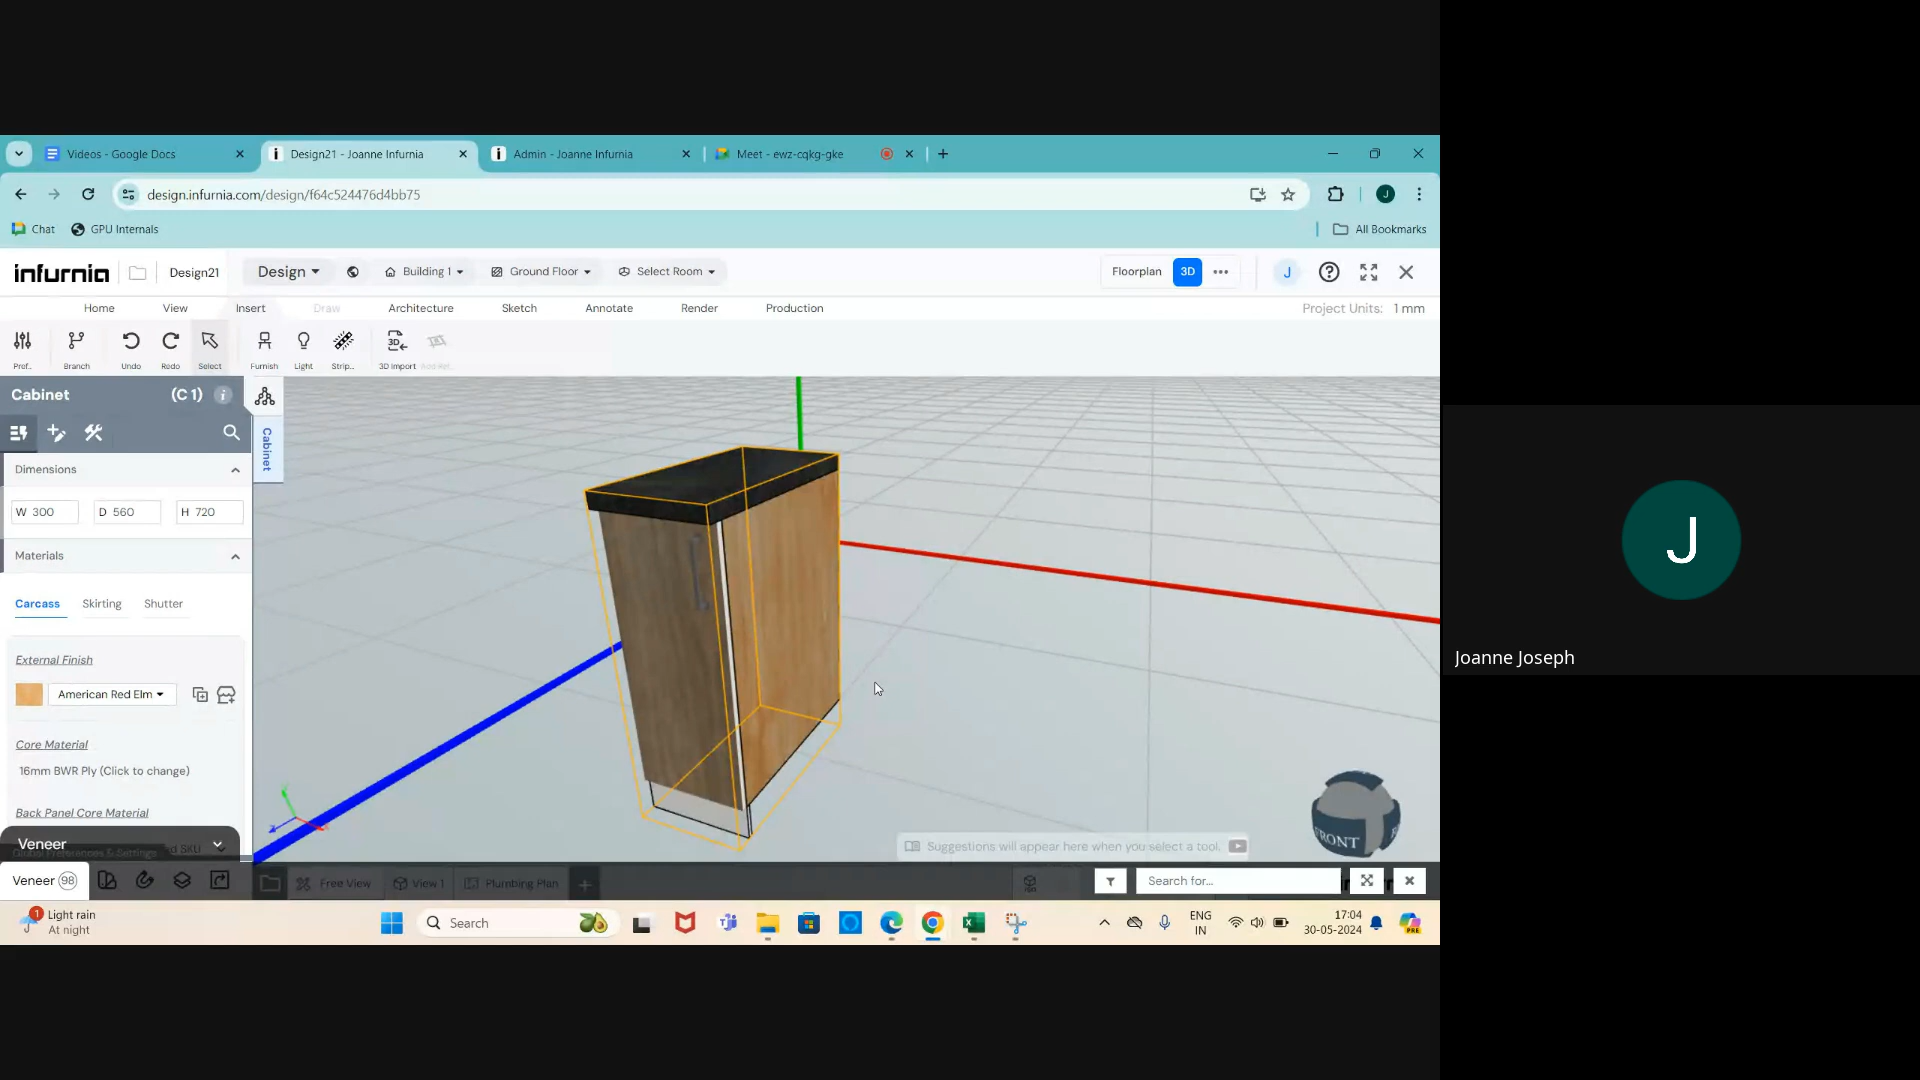 Videos - Google Docs
Design21 - Joanne Infurnia
Admin - Joanne Infurnia
Meet - ewz-cqkg-gke
design.infurnia.com/design/f64c524476d4bb75
J
Chat
GPU Internals
All Bookmarks
infurnia
Design21
Design
Building 1
Ground Floor
Select Room
Floorplan
3D
J
Home
View
Insert
Draw
Architecture
Sketch
Annotate
Render
Production
Project Units: 1 mm
Pref..
Branch
Undo
Redo
Select
Furnish
Light
Strip...
3D Import
Cabinet
(C 1)
Cabinet
Dimensions
W 300
D 560
H 720
Materials
Carcass
Skirting
Shutter
External Finish
American Red Elm
Core Material
16mm BWR Ply (Click to change)
Back Panel Core Material
Veneer
Global Preferences & Settings
Veneer 98
Free View
View 1
Plumbing Plan
FRONT
Suggestions will appear here when you select a tool.
Search for...
J
Joanne Joseph
1
Light rain
At night
Search
ENG
IN
17:04
30-05-2024
PRE